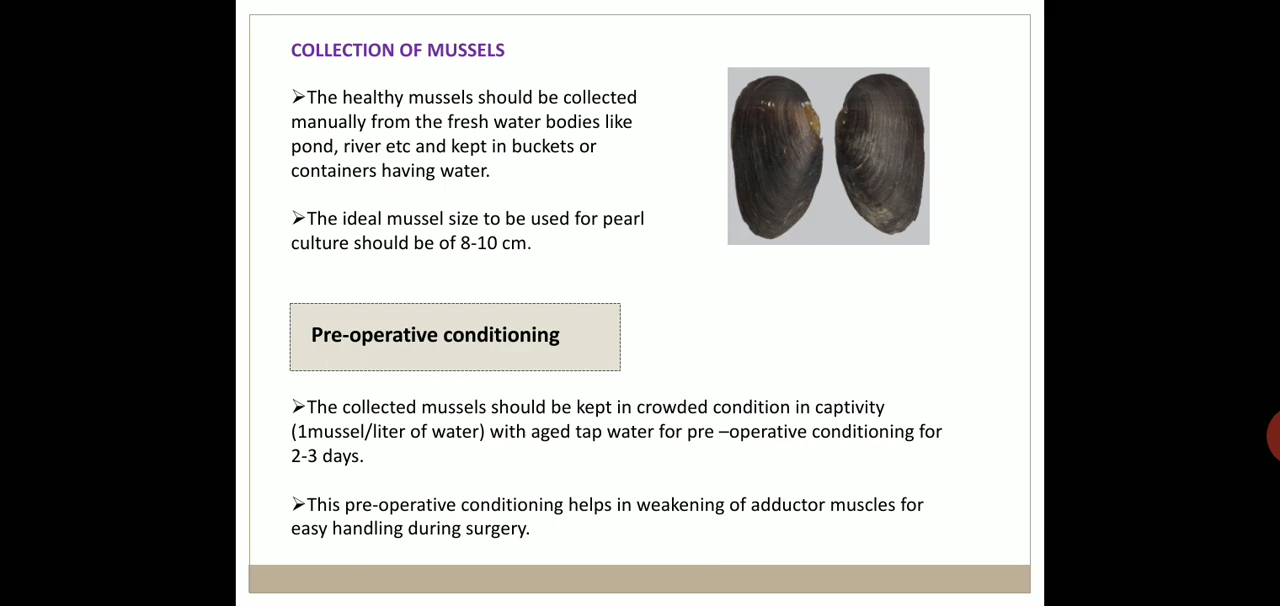 COLLECTION OF MUSSELS
➢The healthy mussels should be collected
manually from the fresh water bodies like
pond, river etc and kept in buckets or
containers having water.
➢The ideal mussel size to be used for pearl
culture should be of 8-10 cm.
Pre-operative conditioning
➢The collected mussels should be kept in crowded condition in captivity
(1mussel/liter of water) with aged tap water for pre –operative conditioning for
2-3 days.
➢This pre-operative conditioning helps in weakening of adductor muscles for
easy handling during surgery.